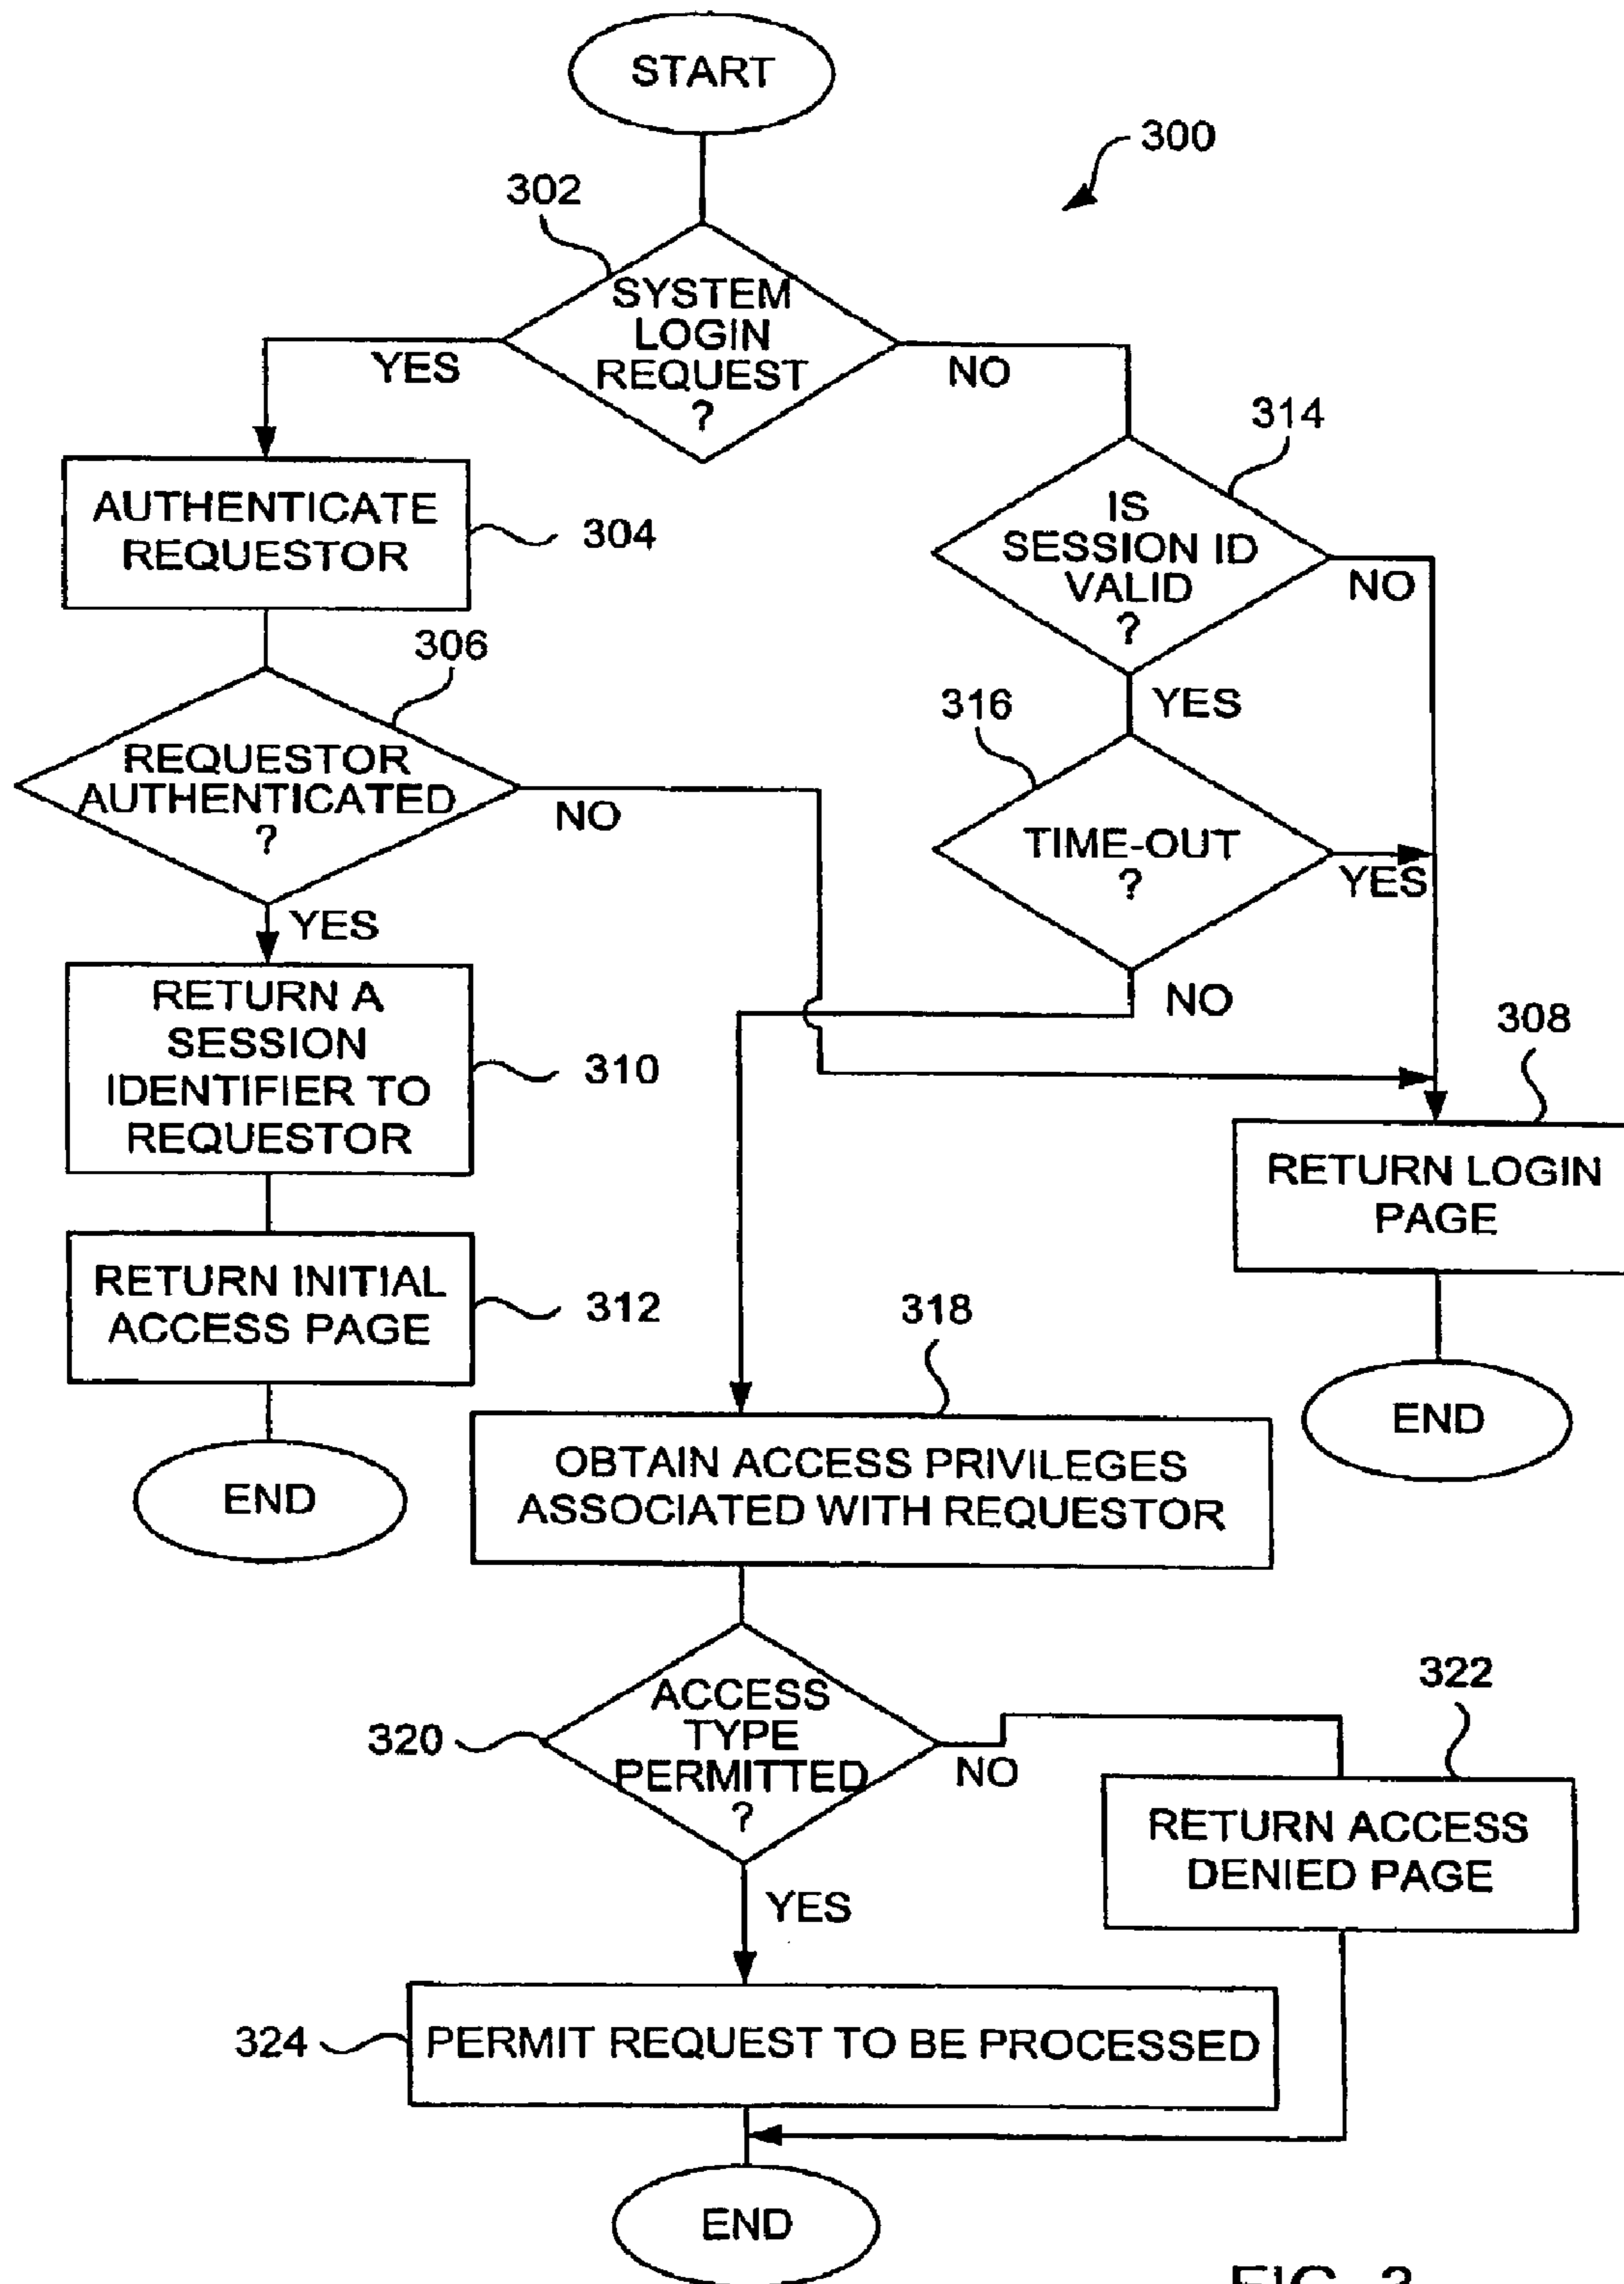 START
300
302
SYSTEM
LOGIN
REQUEST
?
YES
NO
314
AUTHENTICATE
REQUESTOR
304
IS
SESSION ID
VALID
?
NO
306
YES
316
REQUESTOR
AUTHENTICATED
?
NO
TIME-OUT
?
YES
YES
NO
RETURN A
SESSION
IDENTIFIER TO
REQUESTOR
310
308
RETURN LOGIN
PAGE
RETURN INITIAL
ACCESS PAGE
312
318
END
END
OBTAIN ACCESS PRIVILEGES
ASSOCIATED WITH REQUESTOR
320
ACCESS
TYPE
PERMITTED
?
NO
322
RETURN ACCESS
DENIED PAGE
YES
324
PERMIT REQUEST TO BE PROCESSED
END